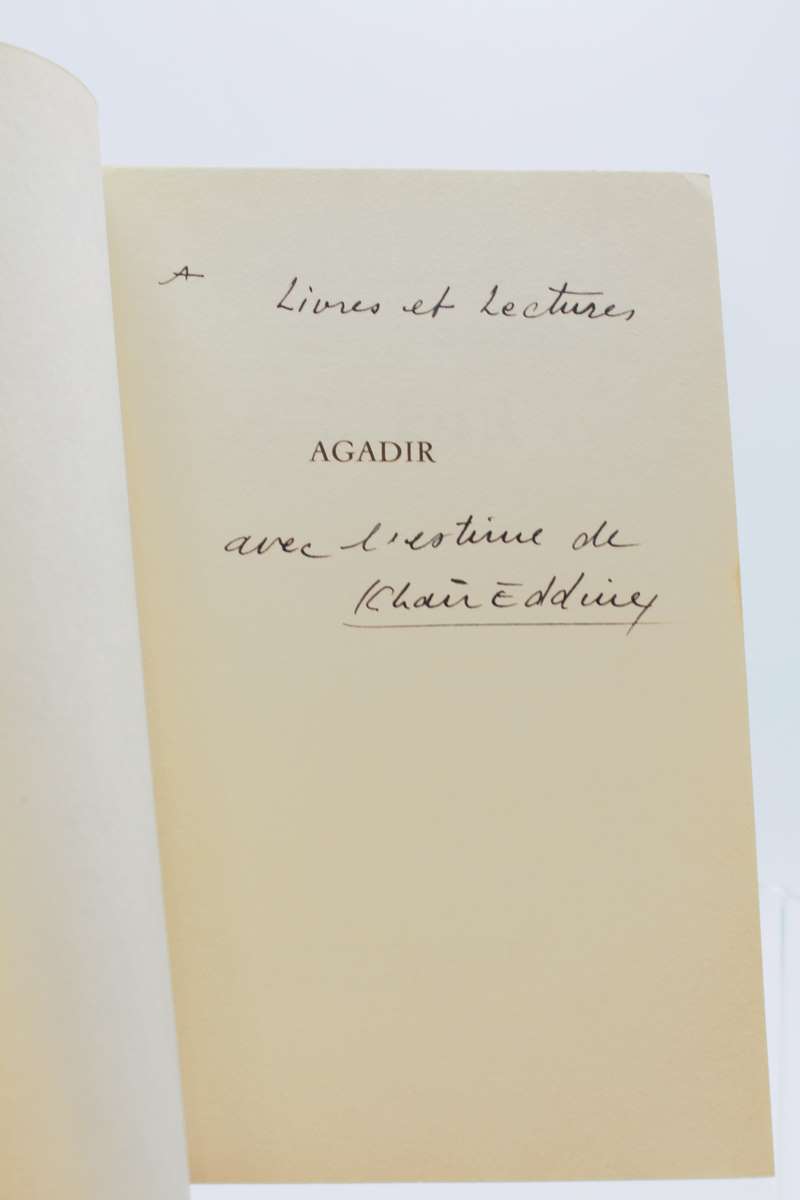 A
Livres et Lectures
AGADIR
avec l'estime de
Khaïr Eddine